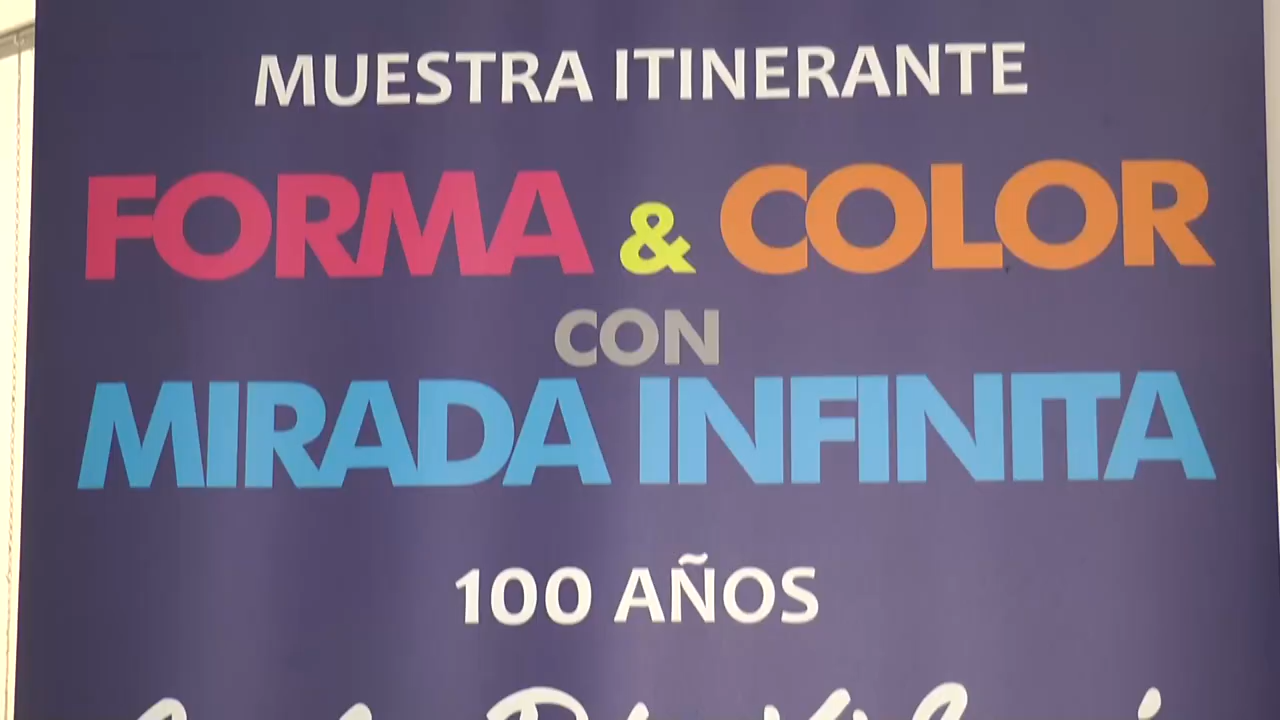 MUESTRA ITINERANTE
FORMA & COLOR
CON
MIRADA INFINITA
100 AÑOS